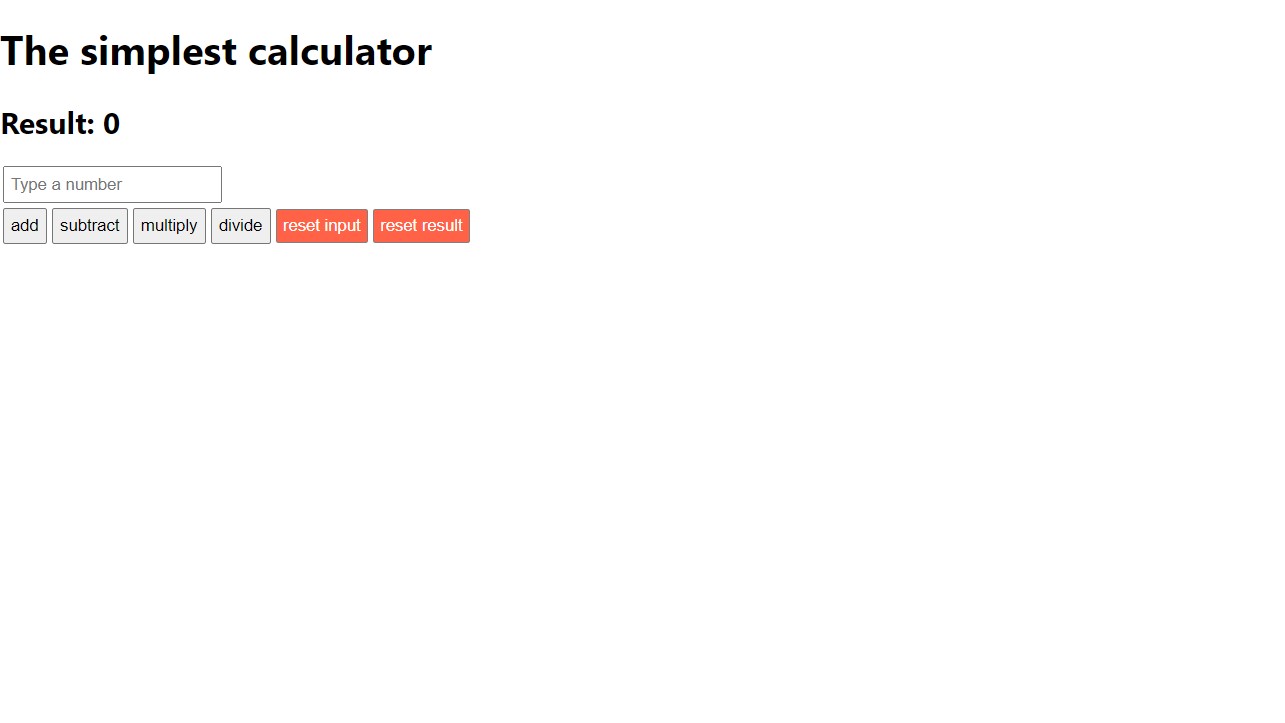 The simplest calculator
Result: 0
Type a number
add subtract multiply divide reset input reset result